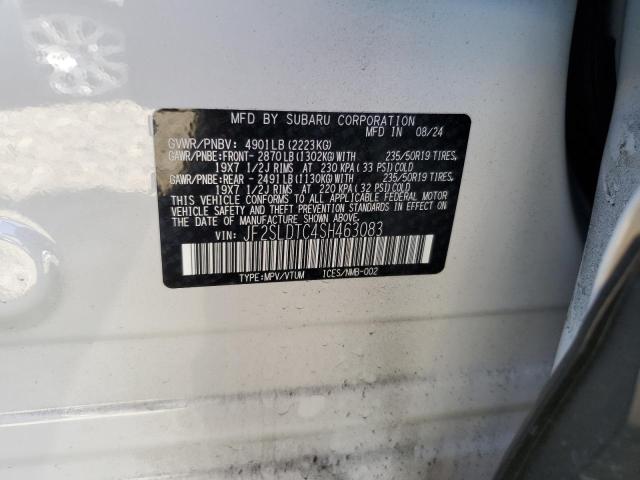 MFD BY SUBARU CORPORATION
MFD IN 08/24
GVWR/PNBV: 4901LB (2223KG)
GAWR/PNBE:FRONT- 2870LB(1302KG)WITH 235/50R19 TIRES,
19X7 1/2J RIMS AT 230 KPA( 33 PSI) COLD
GAWR/PNBE:REAR - 2491LB(1130KG)WITH 235/50R19 TIRES,
19X7 1/2J RIMS AT 220 KPA( 32 PSI) COLD
THIS VEHICLE CONFORMS TO ALL APPLICABLE FEDERAL MOTOR
VEHICLE SAFETY, BUMPER, AND THEFT PREVENTION STANDARDS IN EFFECT
ON THE DATE OF MANUFACTURE SHOWN ABOVE.
VIN: JF2SLDTC4SH463083
TYPE:MPV/VTUM ICES/NMB-002